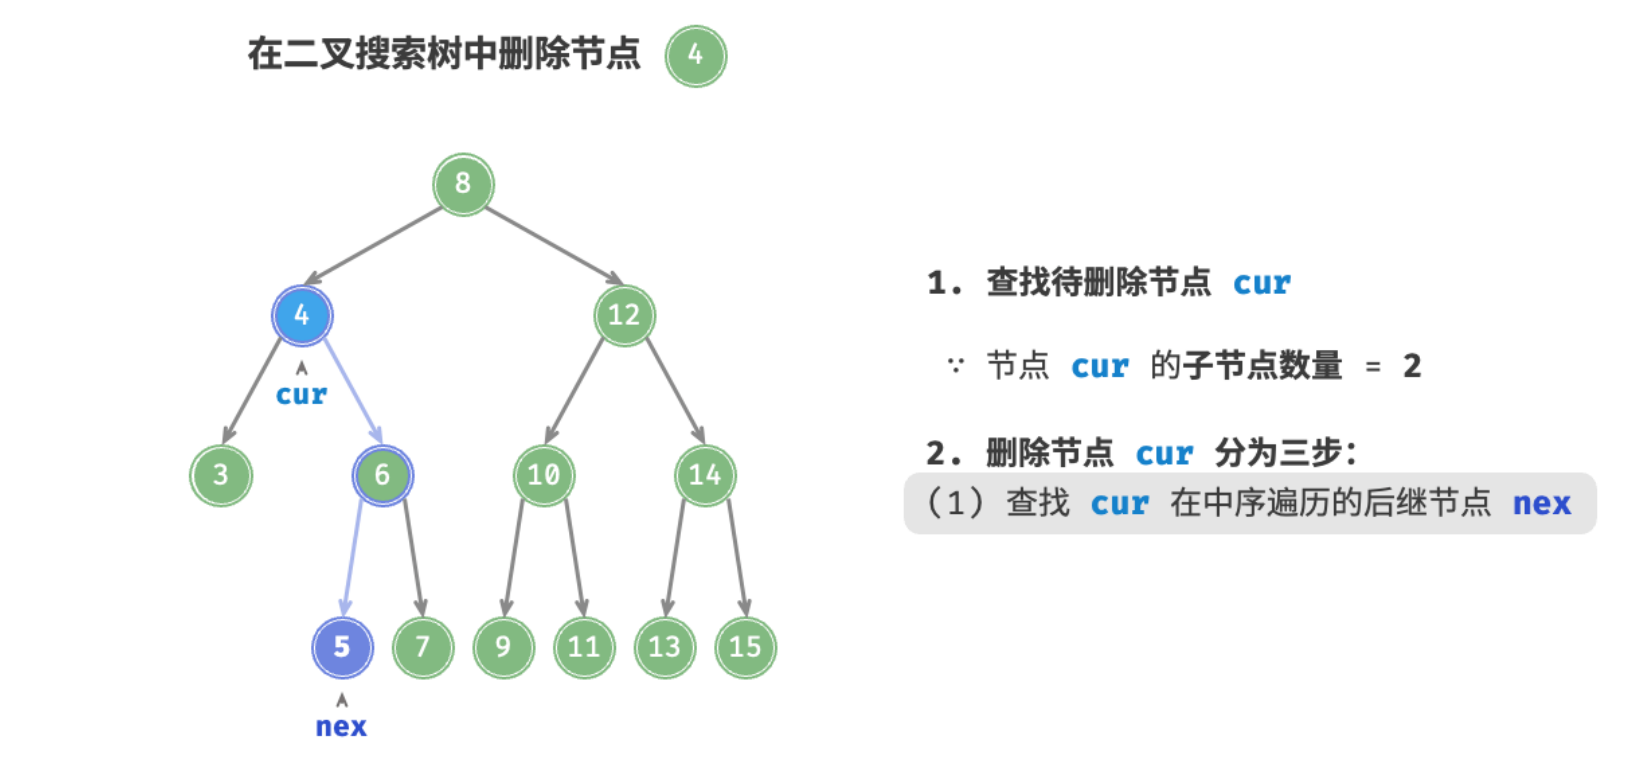 在二叉搜索树中删除节点 4
8
4 12
cur
3 6 10 14
5 7 9 11 13 15
nex
1. 查找待删除节点 cur
∵ 节点 cur 的子节点数量 = 2
2. 删除节点 cur 分为三步:
(1) 查找 cur 在中序遍历的后继节点 nex